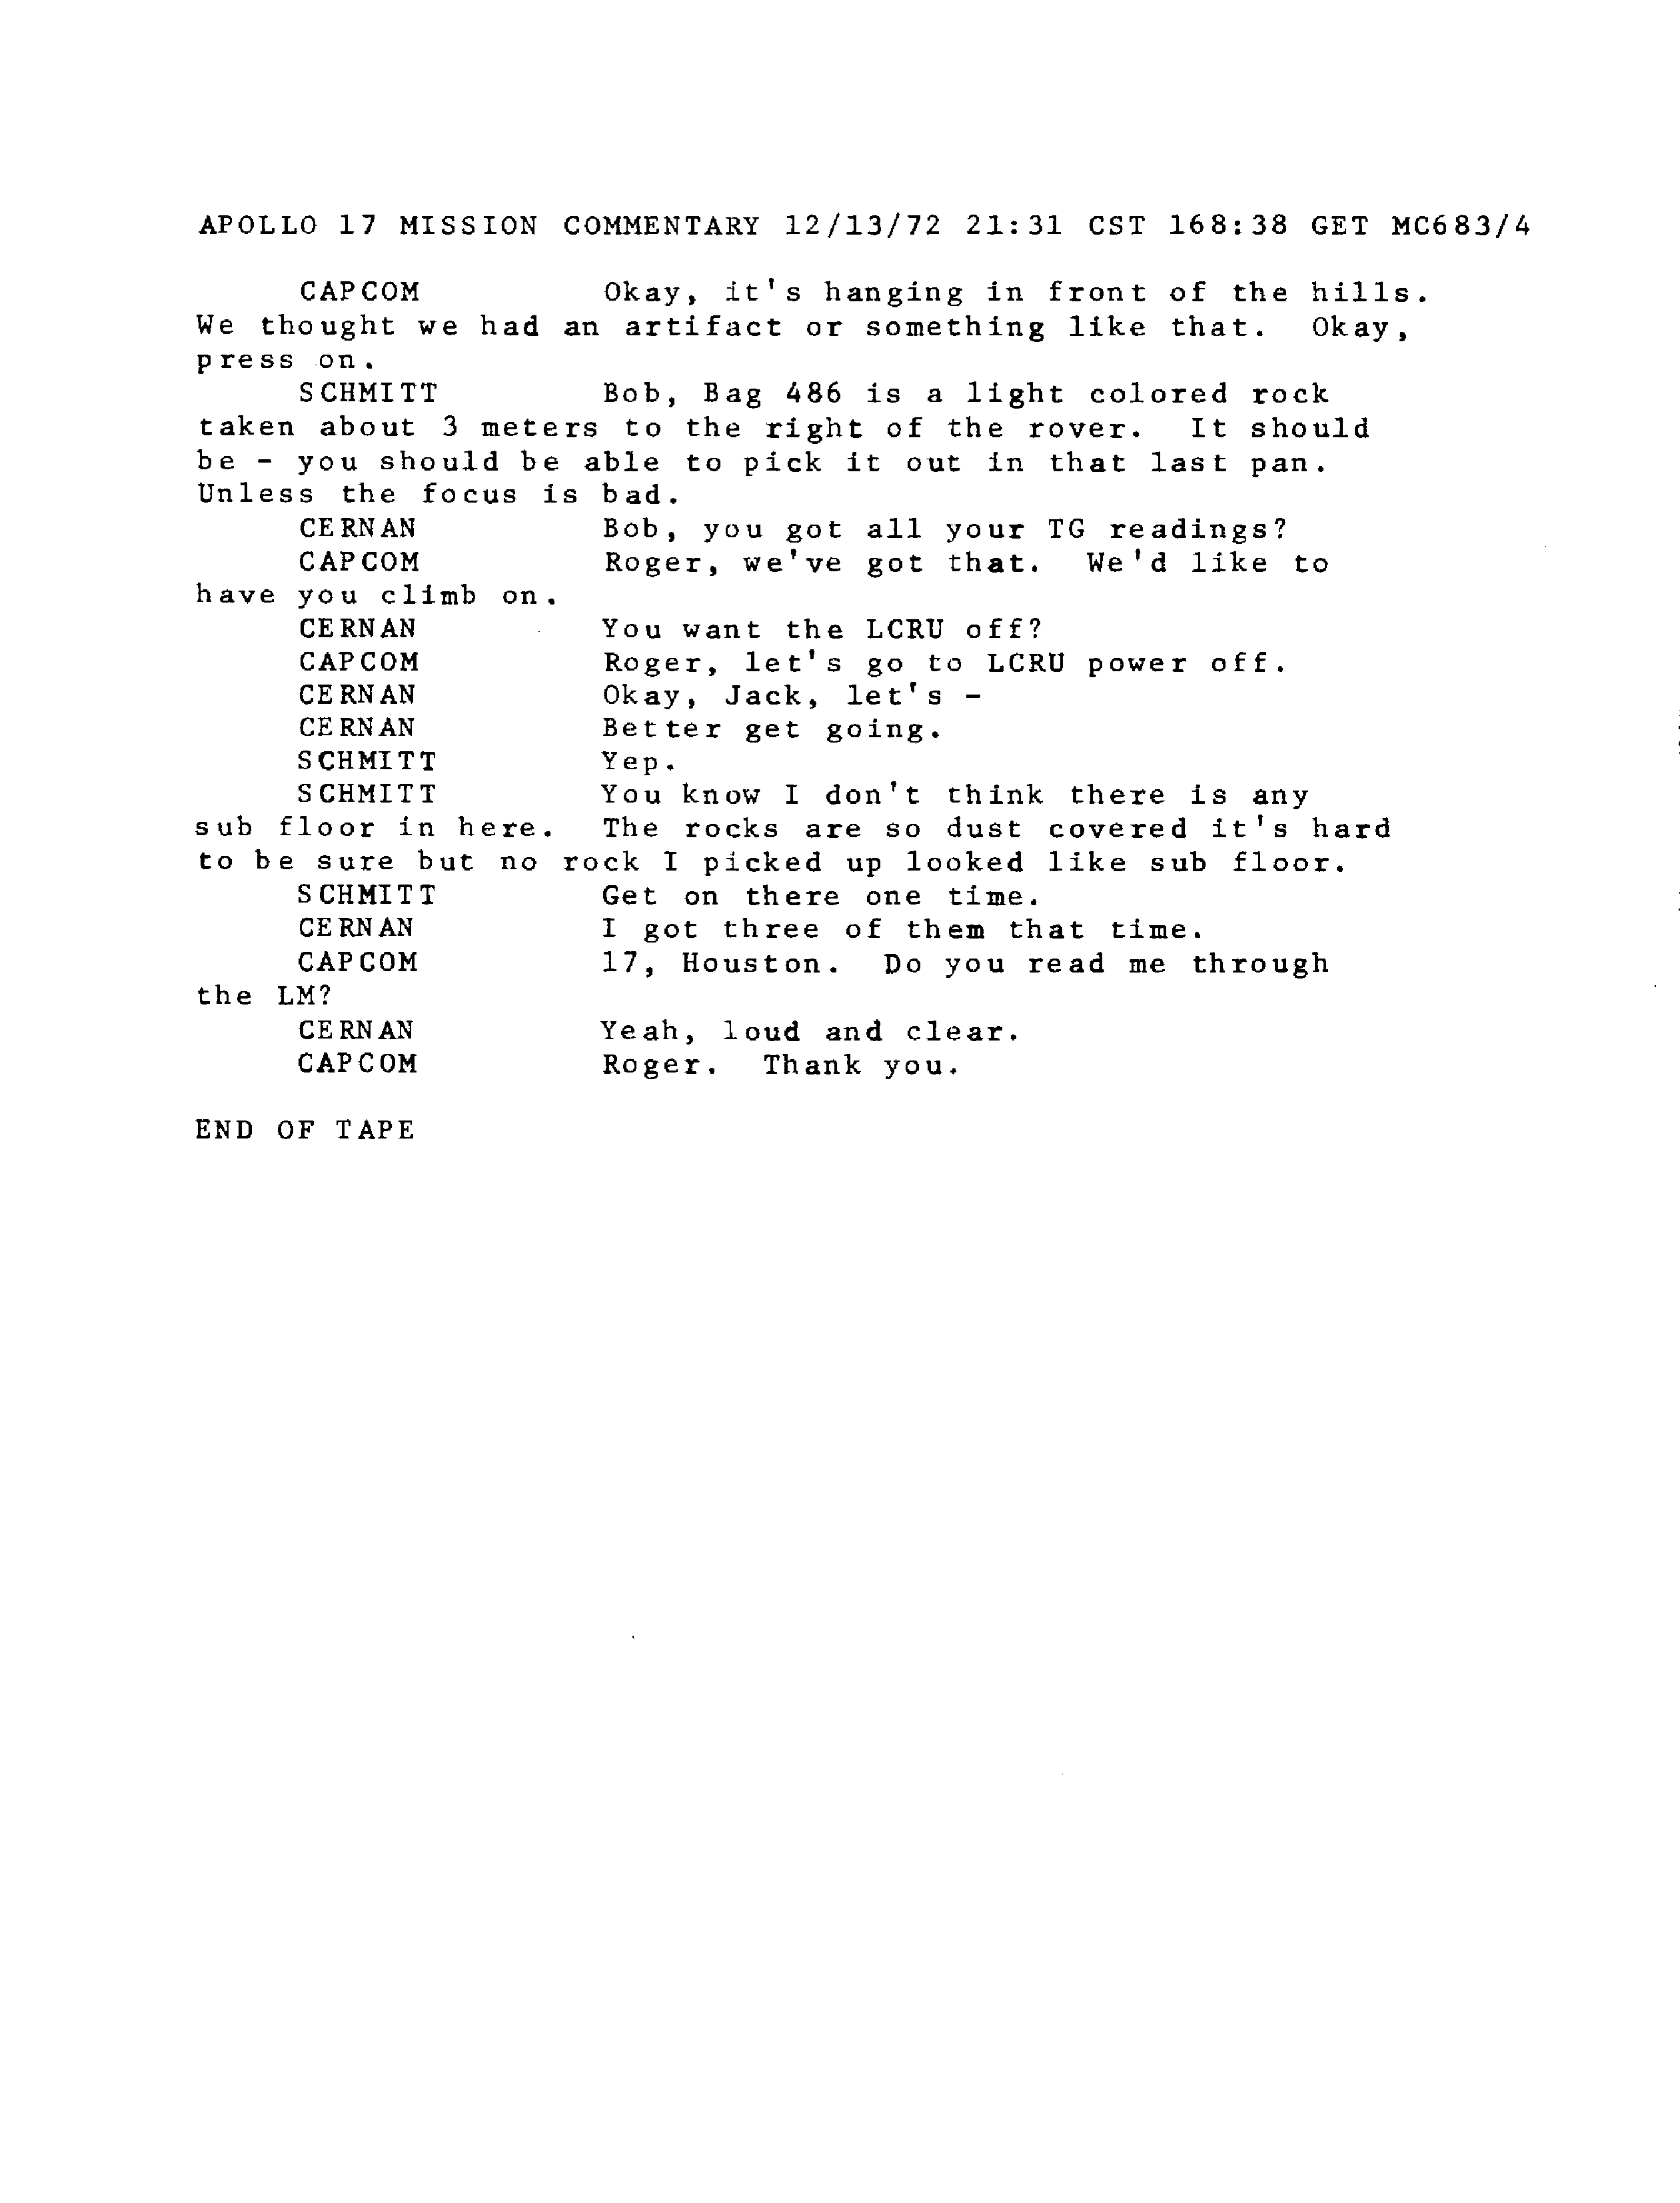 APOLLO 17 MISSION COMMENTARY 12/13/72 21:31 CST 168:38 GET MC683/4
CAPCOM Okay, it's hanging in front of the hills.
We thought we had an artifact or something like that. Okay,
press on.
SCHMITT Bob, Bag 486 is a light colored rock
taken about 3 meters to the right of the rover. It should
be - you should be able to pick it out in that last pan.
Unless the focus is bad.
CERNAN Bob, you got all your TG readings?
CAPCOM Roger, we've got that. We'd like to
have you climb on.
CERNAN You want the LCRU off?
CAPCOM Roger, let's go to LCRU power off.
CERNAN Okay, Jack, let's -
CERNAN Better get going.
SCHMITT Yep.
SCHMITT You know I don't think there is any
sub floor in here. The rocks are so dust covered it's hard
to be sure but no rock I picked up looked like sub floor.
SCHMITT Get on there one time.
CERNAN I got three of them that time.
CAPCOM 17, Houston. Do you read me through
the LM?
CERNAN Yeah, loud and clear.
CAPCOM Roger. Thank you.
END OF TAPE